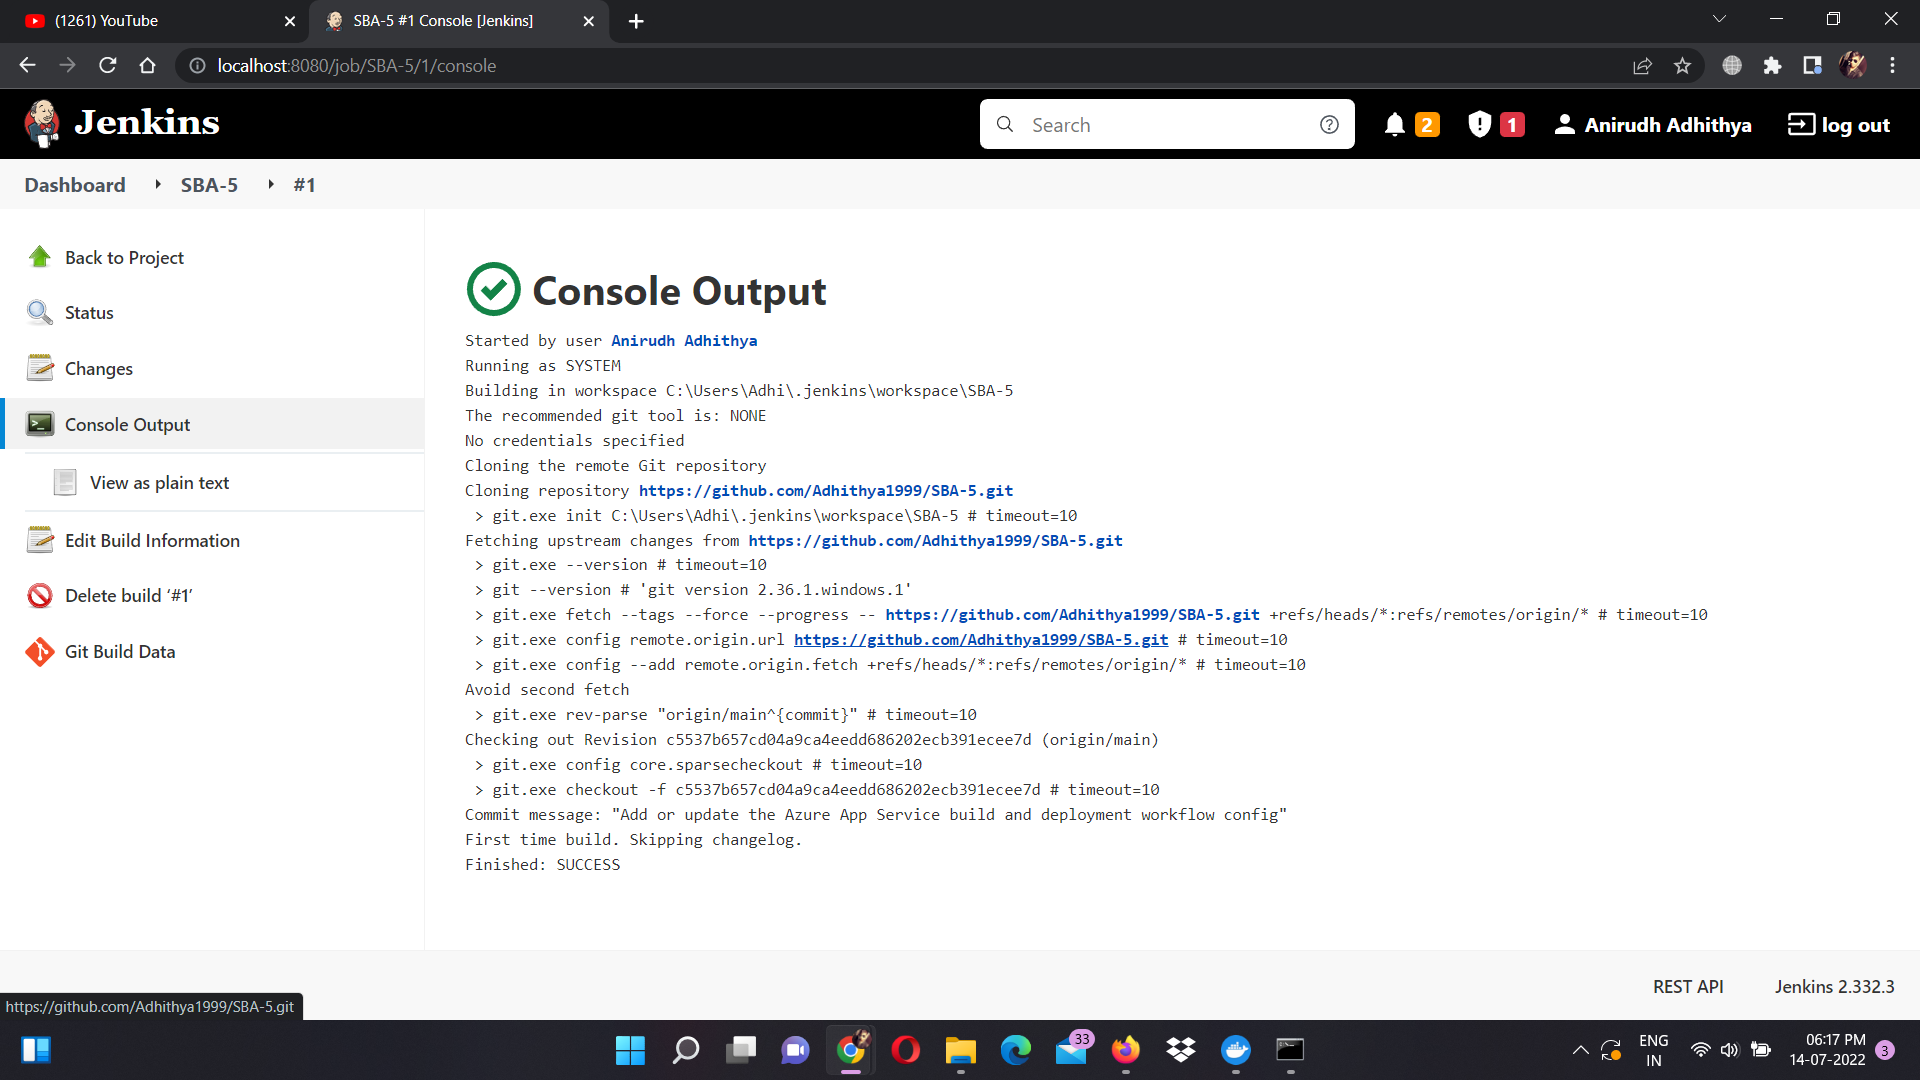 (1261) YouTube
SBA-5 #1 Console [Jenkins]
localhost:8080/job/SBA-5/1/console
Jenkins
Search
2
1
Anirudh Adhithya
log out
Dashboard
SBA-5
#1
Back to Project
Status
Changes
Console Output
View as plain text
Edit Build Information
Delete build ‘#1’
Git Build Data
Console Output
Started by user Anirudh Adhithya
Running as SYSTEM
Building in workspace C:\Users\Adhi\.jenkins\workspace\SBA-5
The recommended git tool is: NONE
No credentials specified
Cloning the remote Git repository
Cloning repository https://github.com/Adhithya1999/SBA-5.git
> git.exe init C:\Users\Adhi\.jenkins\workspace\SBA-5 # timeout=10
Fetching upstream changes from https://github.com/Adhithya1999/SBA-5.git
> git.exe --version # timeout=10
> git --version # 'git version 2.36.1.windows.1'
> git.exe fetch --tags --force --progress -- https://github.com/Adhithya1999/SBA-5.git +refs/heads/*:refs/remotes/origin/* # timeout=10
> git.exe config remote.origin.url https://github.com/Adhithya1999/SBA-5.git # timeout=10
> git.exe config --add remote.origin.fetch +refs/heads/*:refs/remotes/origin/* # timeout=10
Avoid second fetch
> git.exe rev-parse "origin/main^{commit}" # timeout=10
Checking out Revision c5537b657cd04a9ca4eedd686202ecb391ecee7d (origin/main)
> git.exe config core.sparsecheckout # timeout=10
> git.exe checkout -f c5537b657cd04a9ca4eedd686202ecb391ecee7d # timeout=10
Commit message: "Add or update the Azure App Service build and deployment workflow config"
First time build. Skipping changelog.
Finished: SUCCESS
REST API
Jenkins 2.332.3
https://github.com/Adhithya1999/SBA-5.git
33
ENG
IN
06:17 PM
14-07-2022
3